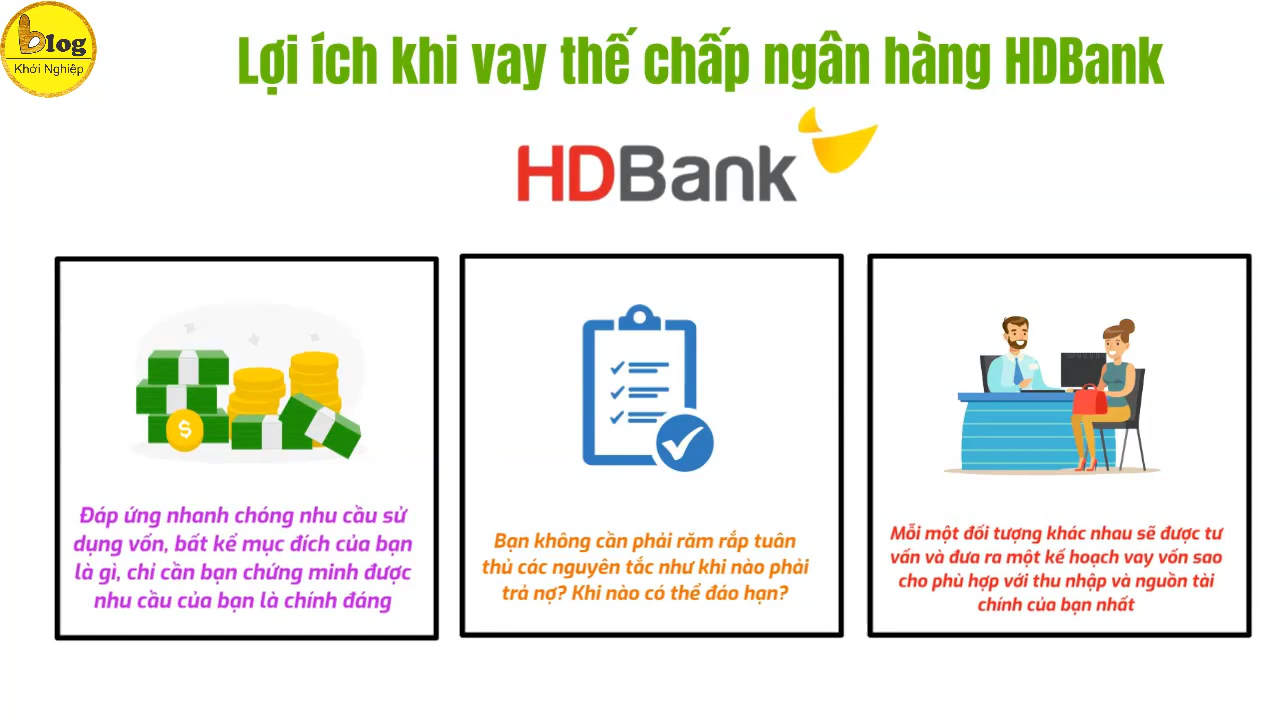 blog
Khởi Nghiệp
Lợi ích khi vay thế chấp ngân hàng HDBank
HDBank
Đáp ứng nhanh chóng nhu cầu sử
dụng vốn, bất kể mục đích của bạn
là gì, chỉ cần bạn chứng minh được
nhu cầu của bạn là chính đáng
$
Bạn không cần phải răm rắp tuân
thủ các nguyên tắc như khi nào phải
trả nợ? Khi nào có thể đáo hạn?
Mỗi một đối tượng khác nhau sẽ được tư
vấn và đưa ra một kế hoạch vay vốn sao
cho phù hợp với thu nhập và nguồn tài
chính của bạn nhất